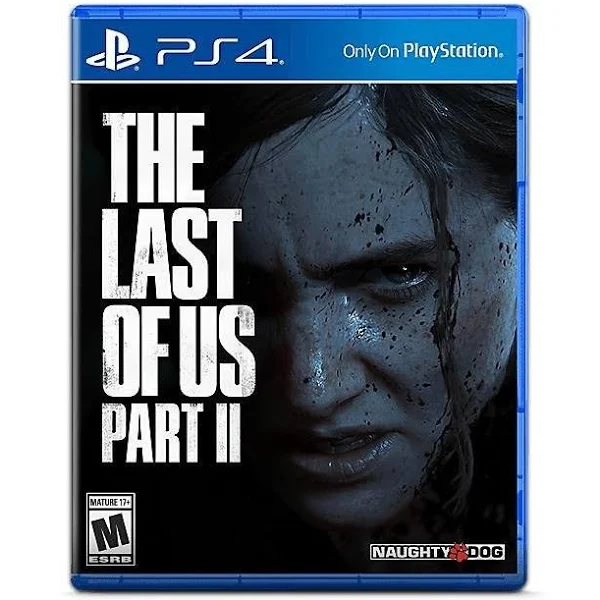 PS4
Only On PlayStation.
THE
LAST
OF US
PART II
MATURE 17+
M
ESRB
NAUGHTY DOG